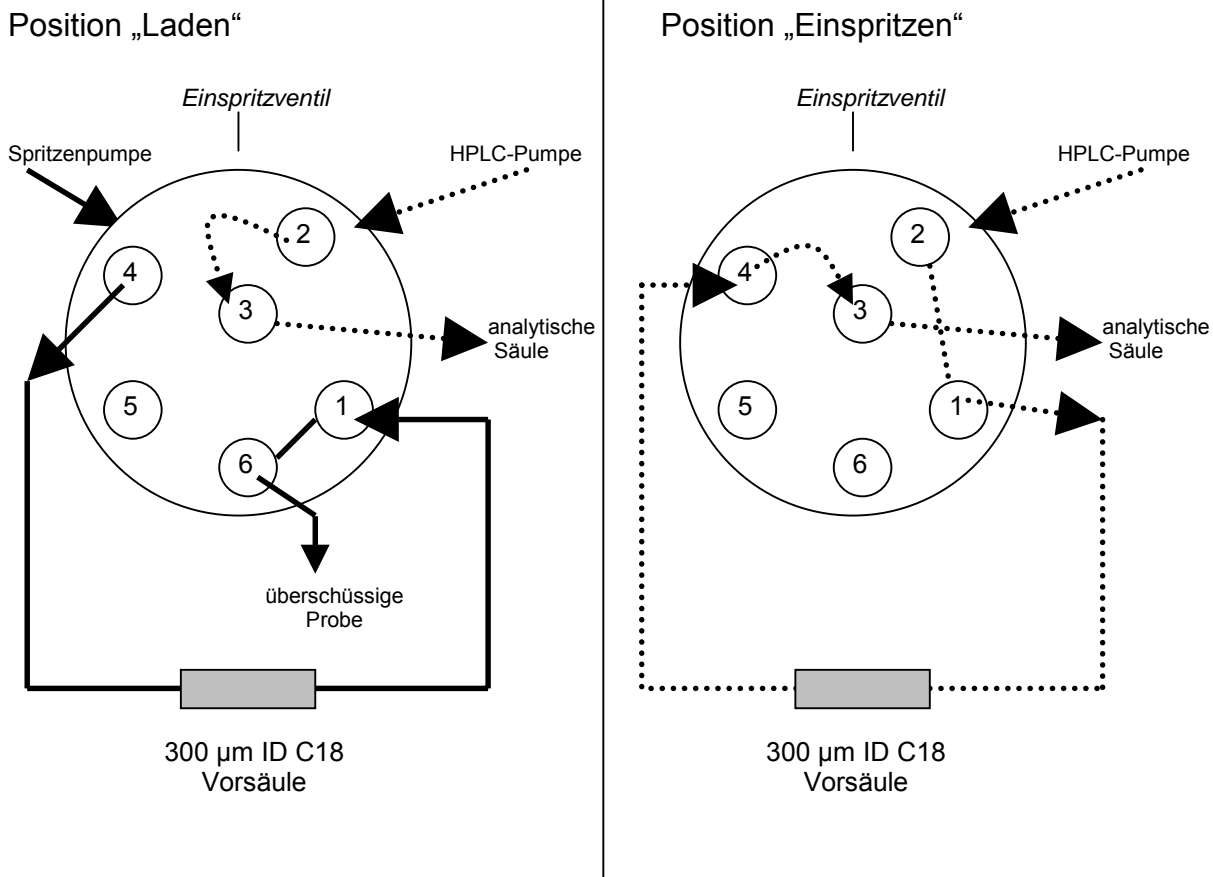 Position „Laden“
Einspritzventil
Spritzenpumpe
HPLC-Pumpe
2
4
3
analytische
Säule
5
1
6
überschüssige
Probe
300 µm ID C18
Vorsäule
Position „Einspritzen“
Einspritzventil
HPLC-Pumpe
2
4
3
analytische
Säule
5
1
6
300 µm ID C18
Vorsäule